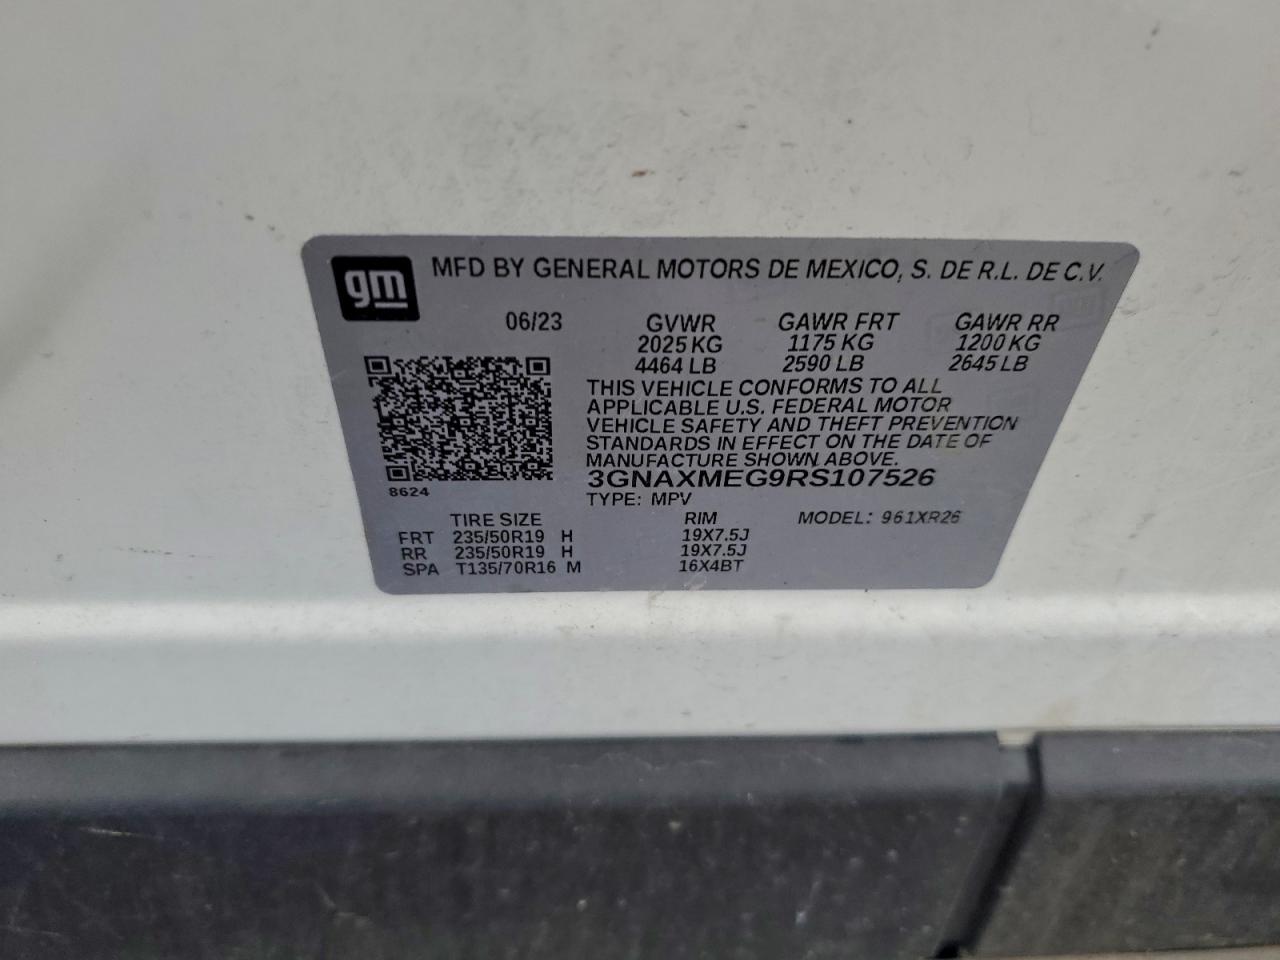 gm
MFD BY GENERAL MOTORS DE MEXICO, S. DE R.L. DE C.V.
06/23 GVWR GAWR FRT GAWR RR
2025 KG 1175 KG 1200 KG
4464 LB 2590 LB 2645 LB
THIS VEHICLE CONFORMS TO ALL
APPLICABLE U.S. FEDERAL MOTOR
VEHICLE SAFETY AND THEFT PREVENTION
STANDARDS IN EFFECT ON THE DATE OF
MANUFACTURE SHOWN ABOVE.
3GNAXMEG9RS107526
8624
TYPE: MPV
TIRE SIZE RIM MODEL: 961XR26
FRT 235/50R19 H 19X7.5J
RR 235/50R19 H 19X7.5J
SPA T135/70R16 M 16X4BT